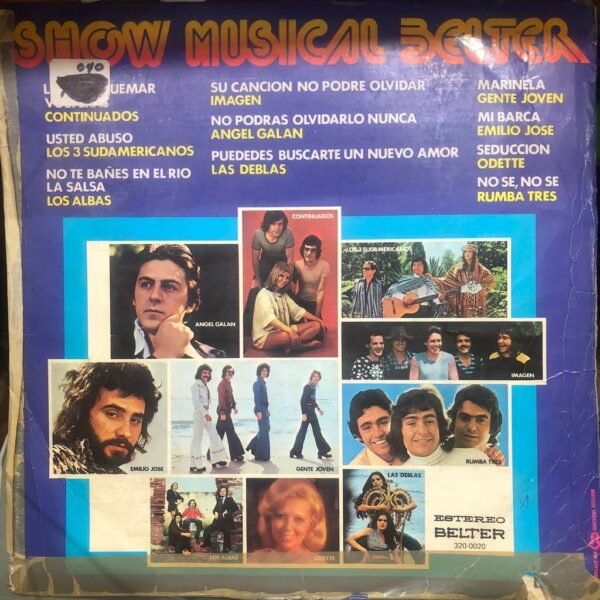 SHOW MUSICAL BELTER
UEMAR
CONTINUADOS
USTED ABUSO
LOS 3 SUDAMERICANOS
NO TE BAÑES EN EL RIO
LA SALSA
LOS ALBAS
SU CANCION NO PODRE OLVIDAR
IMAGEN
NO PODRAS OLVIDARLO NUNCA
ANGEL GALAN
PUEDEDES BUSCARTE UN NUEVO AMOR
LAS DEBLAS
MARINELA
GENTE JOVEN
MI BARCA
EMILIO JOSE
SEDUCCION
ODETTE
NO SE, NO SE
RUMBA TRES
CONTINUADOS
LOS 3 SUDAMERICANOS
ANGEL GALAN
IMAGEN
EMILIO JOSE
GENTE JOVEN
RUMBA TRES
LOS ALBAS
ODETTE
LAS DEBLAS
ESTEREO
BELTER
320-0020